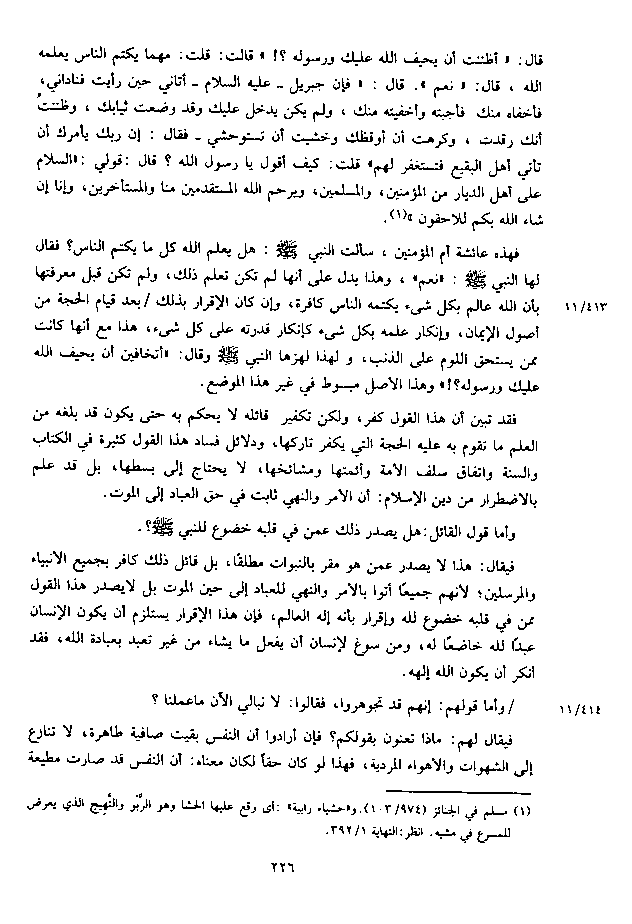 قال: « أظننت أن يحيف الله عليك ورسوله ؟! » قالت: قلت: مهما يكتم الناس يعلمه
الله ، قال: « نعم ». قال : « فإن جبريل ـ عليه السلام ـ أتاني حين رأيت فناداني،
فأخفاه منك فأجبته وأخفيته منك ، ولم يكن يدخل عليك وقد وضعت ثيابك ، وظننتُ
أنك رقدت ، وكرهت أن أوقظك وخشيت أن تستوحشي ـ فقال : إن ربك يأمرك أن
تأتي أهل البقيع فتستغفر لهم» قلت: كيف أقول يا رسول الله ؟ قال :قولي :«السلام
على أهل الديار من المؤمنين، والمسلمين، ويرحم الله المستقدمين منا والمستأخرين، وإنا إن
شاء الله بكم للاحقون »(١).
فهذه عائشة أم المؤمنين ، سألت النبي ﷺ : هل يعلم الله كل ما يكتم الناس؟ فقال
لها النبي ﷺ : «نعم» ، وهذا يدل على أنها لم تكن تعلم ذلك، ولم تكن قبل معرفتها
١١/٤١٣ بأن الله عالم بكل شيء يكتمه الناس كافرة، وإن كان الإقرار بذلك / بعد قيام الحجة من
أصول الإيمان، وإنكار علمه بكل شيء كإنكار قدرته على كل شيء، هذا مع أنها كانت
ممن يستحق اللوم على الذنب، و لهذا لهزها النبي ﷺ وقال: «أتخافين أن يحيف الله
عليك ورسوله؟!» وهذا الأصل مبسوط في غير هذا الموضع.
فقد تبين أن هذا القول كفر، ولكن تكفير قائله لا يحكم به حتى يكون قد بلغه من
العلم ما تقوم به عليه الحجة التي يكفر تاركها، ودلائل فساد هذا القول كثيرة في الكتاب
والسنة واتفاق سلف الأمة وأئمتها ومشائخها، لا يحتاج إلى بسطها، بل قد علم
بالاضطرار من دين الإسلام: أن الأمر والنهي ثابت في حق العباد إلى الموت.
وأما قول القائل:هل يصدر ذلك عمن في قلبه خضوع للنبي ﷺ؟.
فيقال: هذا لا يصدر عمن هو مقر بالنبوات مطلقًا، بل قائل ذلك كافر بجميع الأنبياء
والمرسلين؛ لأنهم جميعًا أتوا بالأمر والنهي للعباد إلى حين الموت بل لايصدر هذا القول
ممن في قلبه خضوع لله وإقرار بأنه إله العالم، فإن هذا الإقرار يستلزم أن يكون الإنسان
عبدًا لله خاضعًا له، ومن سوغ لإنسان أن يفعل ما يشاء من غير تعبد بعبادة الله، فقد
أنكر أن يكون الله إلهه.
١١/٤١٤ / وأما قولهم: إنهم قد تجوهروا، فقالوا: لا نبالي الآن ماعملنا ؟
فيقال لهم: ماذا تعنون بقولكم؟ فإن أرادوا أن النفس بقيت صافية طاهرة، لا تنازع
إلى الشهوات والأهواء المردية، فهذا لو كان حقًا لكان معناه: أن النفس قد صارت مطيعة
(١) مسلم في الجنائز (١٠٣/٩٧٤).و«حشياء رابية» :أي وقع عليها الحشا وهو الرَّبْو والنَّهِيج الذي يعرض
للمسرع في مشيه. انظر:النهاية ٣٩٢/١.
٢٢٦